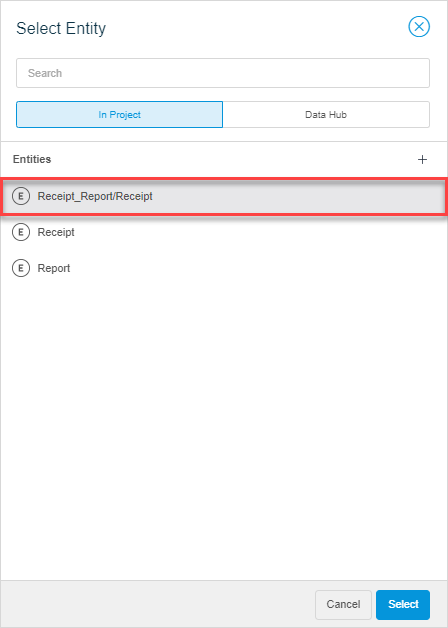 Select Entity
Search
In Project
Data Hub
Entities
E Receipt_Report/Receipt
E Receipt
E Report
Cancel
Select